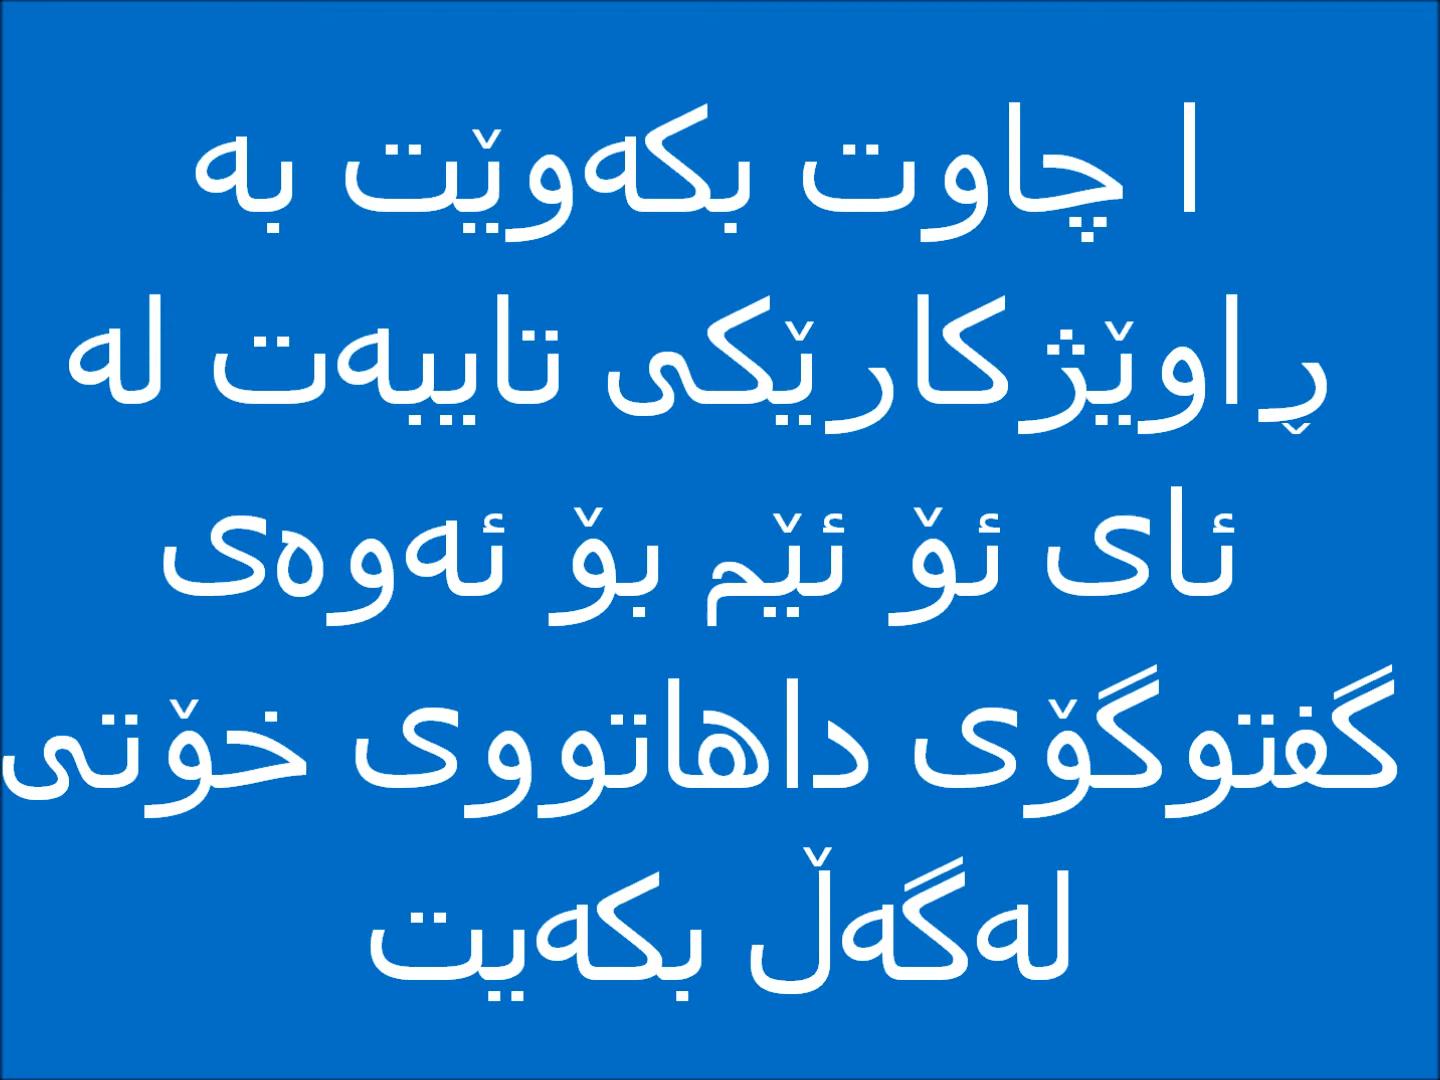 ا چاوت بکەوێت بە
ڕاوێژکارێکی تایبەت لە
ئای ئۆ ئێم بۆ ئەوەی
گفتوگۆی داهاتووی خۆتی
لەگەڵ بکەیت